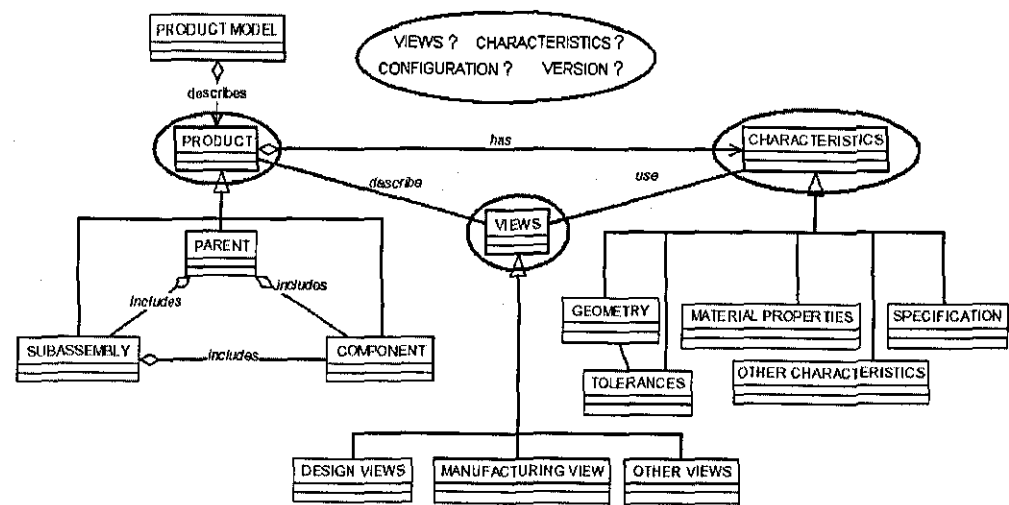 PRODUCT MODEL
VIEWS ? CHARACTERISTICS ?
CONFIGURATION ? VERSION ?
describes
PRODUCT
has
CHARACTERISTICS
describe
use
VIEWS
PARENT
includes
includes
GEOMETRY
MATERIAL PROPERTIES
SPECIFICATION
SUBASSEMBLY
includes
COMPONENT
TOLERANCES
OTHER CHARACTERISTICS
DESIGN VIEWS
MANUFACTURING VIEW
OTHER VIEWS